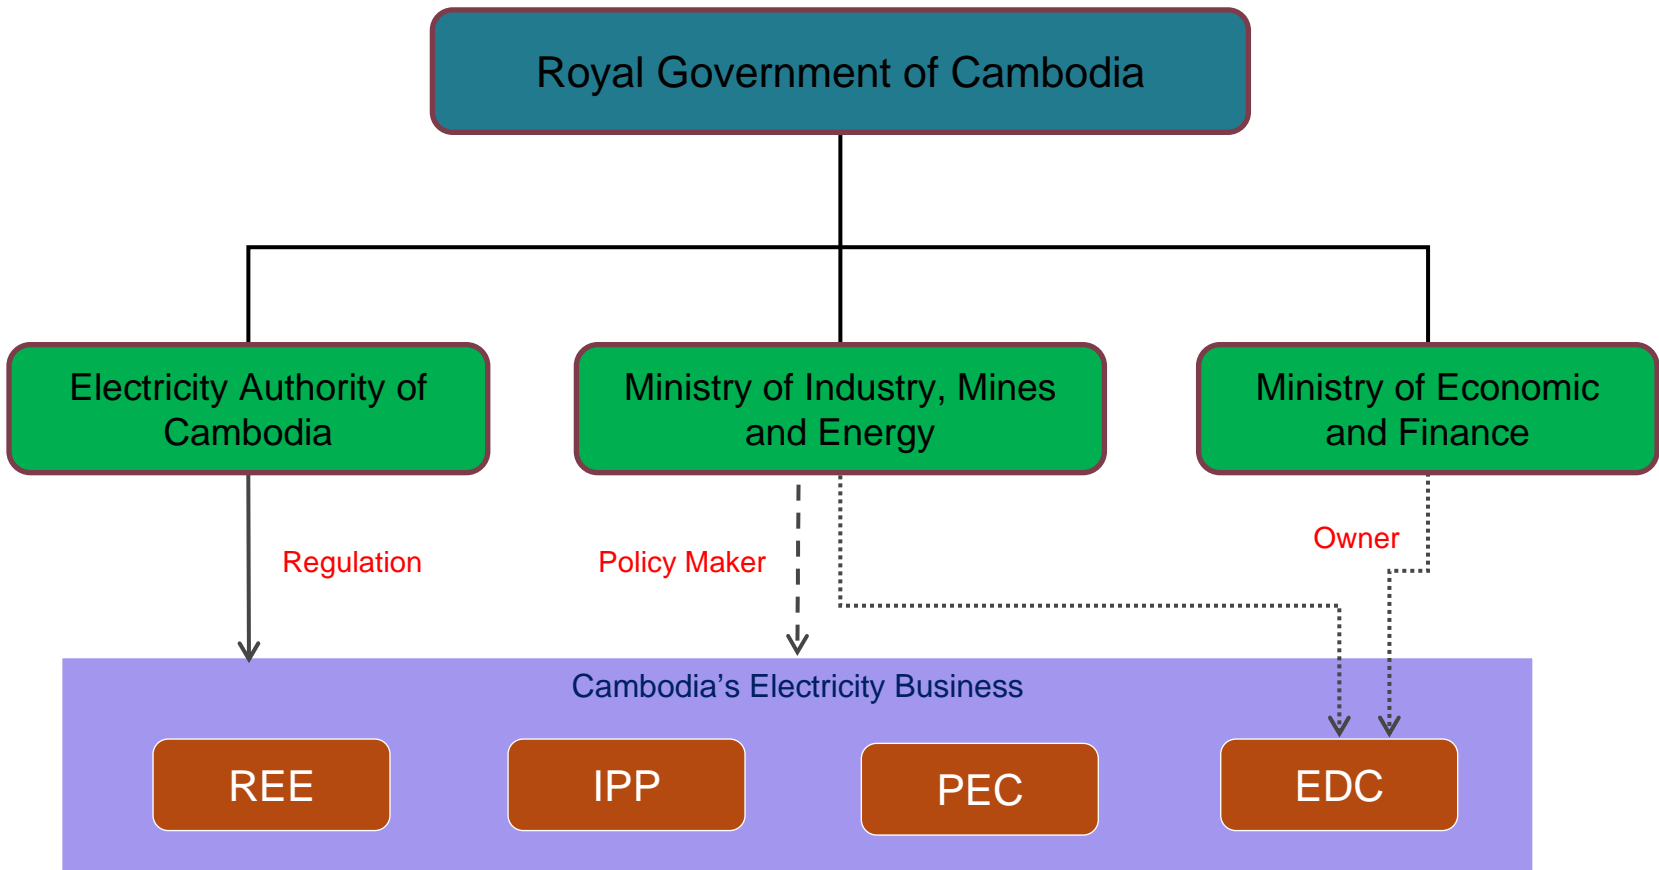 Royal Government of Cambodia
Electricity Authority of
Cambodia
Ministry of Industry, Mines
and Energy
Ministry of Economic
and Finance
Regulation
Policy Maker
Owner
Cambodia’s Electricity Business
REE
IPP
PEC
EDC